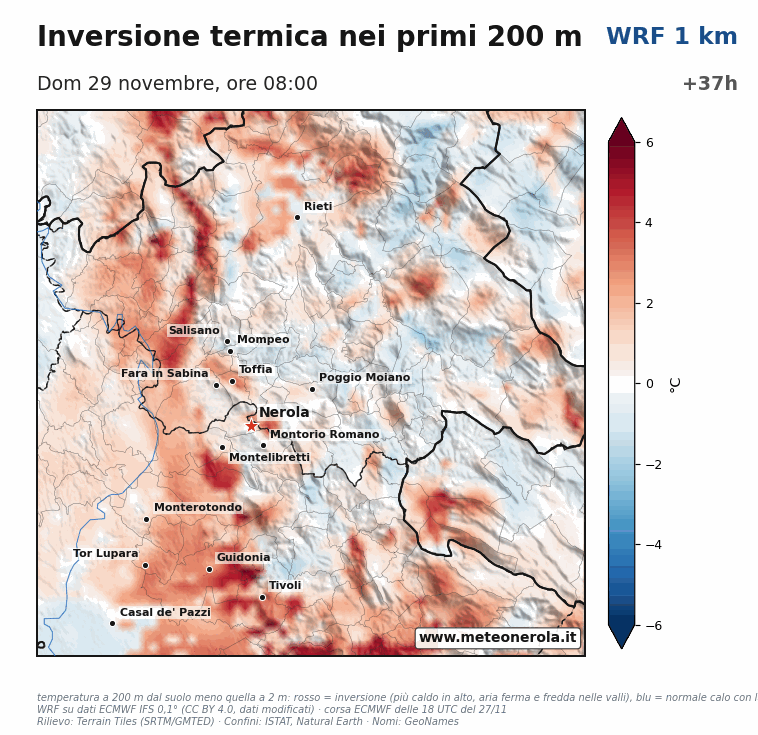 Inversione termica nei primi 200 m WRF 1 km
Dom 29 novembre, ore 08:00 +37h
6
4
2
0
−2
−4
−6
°C
Rieti
Salisano
Mompeo
Fara in Sabina
Toffia
Poggio Moiano
Nerola
Montorio Romano
Montelibretti
Monterotondo
Tor Lupara
Guidonia
Tivoli
Casal de' Pazzi
www.meteonerola.it
temperatura a 200 m dal suolo meno quella a 2 m: rosso = inversione (più caldo in alto, aria ferma e fredda nelle valli), blu = normale calo con l
WRF su dati ECMWF IFS 0,1° (CC BY 4.0, dati modificati) · corsa ECMWF delle 18 UTC del 27/11
Rilievo: Terrain Tiles (SRTM/GMTED) · Confini: ISTAT, Natural Earth · Nomi: GeoNames